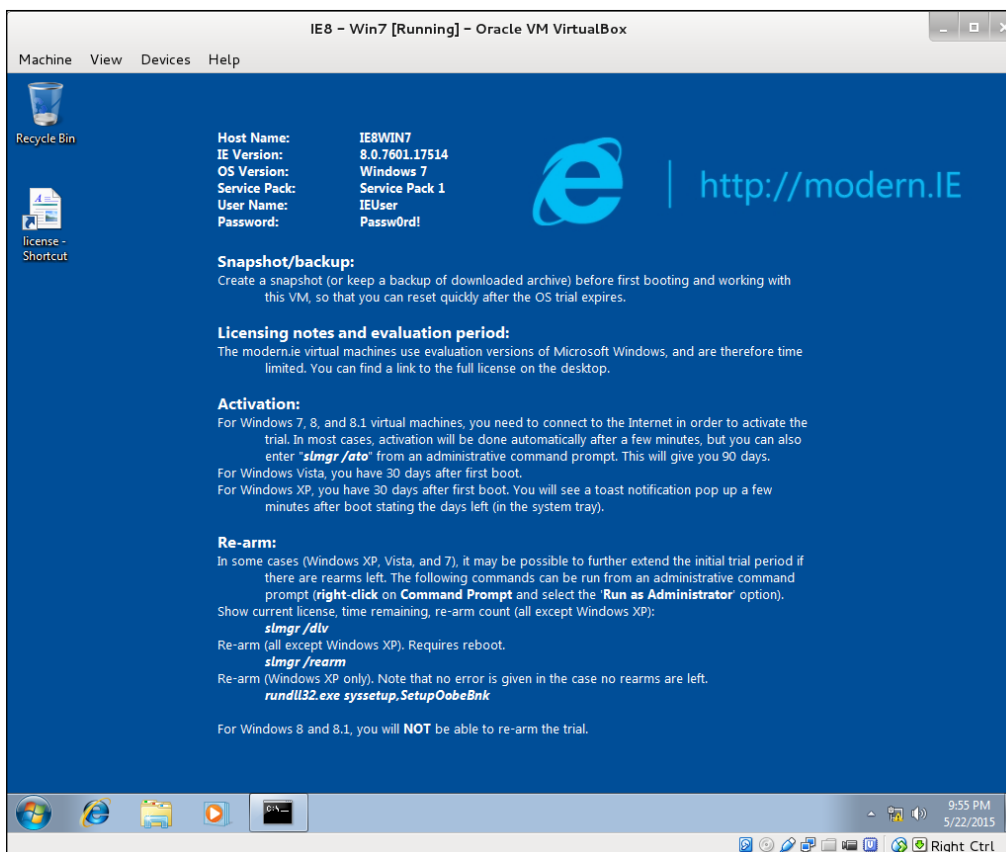 IE8 – Win7 [Running] – Oracle VM VirtualBox
Machine View Devices Help
Recycle Bin
license -
Shortcut
Host Name: IE8WIN7
IE Version: 8.0.7601.17514
OS Version: Windows 7
Service Pack: Service Pack 1
User Name: IEUser
Password: Passw0rd!
http://modern.IE
Snapshot/backup:
Create a snapshot (or keep a backup of downloaded archive) before first booting and working with
this VM, so that you can reset quickly after the OS trial expires.
Licensing notes and evaluation period:
The modern.ie virtual machines use evaluation versions of Microsoft Windows, and are therefore time
limited. You can find a link to the full license on the desktop.
Activation:
For Windows 7, 8, and 8.1 virtual machines, you need to connect to the Internet in order to activate the
trial. In most cases, activation will be done automatically after a few minutes, but you can also
enter "slmgr /ato" from an administrative command prompt. This will give you 90 days.
For Windows Vista, you have 30 days after first boot.
For Windows XP, you have 30 days after first boot. You will see a toast notification pop up a few
minutes after boot stating the days left (in the system tray).
Re-arm:
In some cases (Windows XP, Vista, and 7), it may be possible to further extend the initial trial period if
there are rearms left. The following commands can be run from an administrative command
prompt (right-click on Command Prompt and select the 'Run as Administrator' option).
Show current license, time remaining, re-arm count (all except Windows XP):
slmgr /dlv
Re-arm (all except Windows XP). Requires reboot.
slmgr /rearm
Re-arm (Windows XP only). Note that no error is given in the case no rearms are left.
rundll32.exe syssetup,SetupOobeBnk
For Windows 8 and 8.1, you will NOT be able to re-arm the trial.
C:\_
9:55 PM
5/22/2015
Right Ctrl